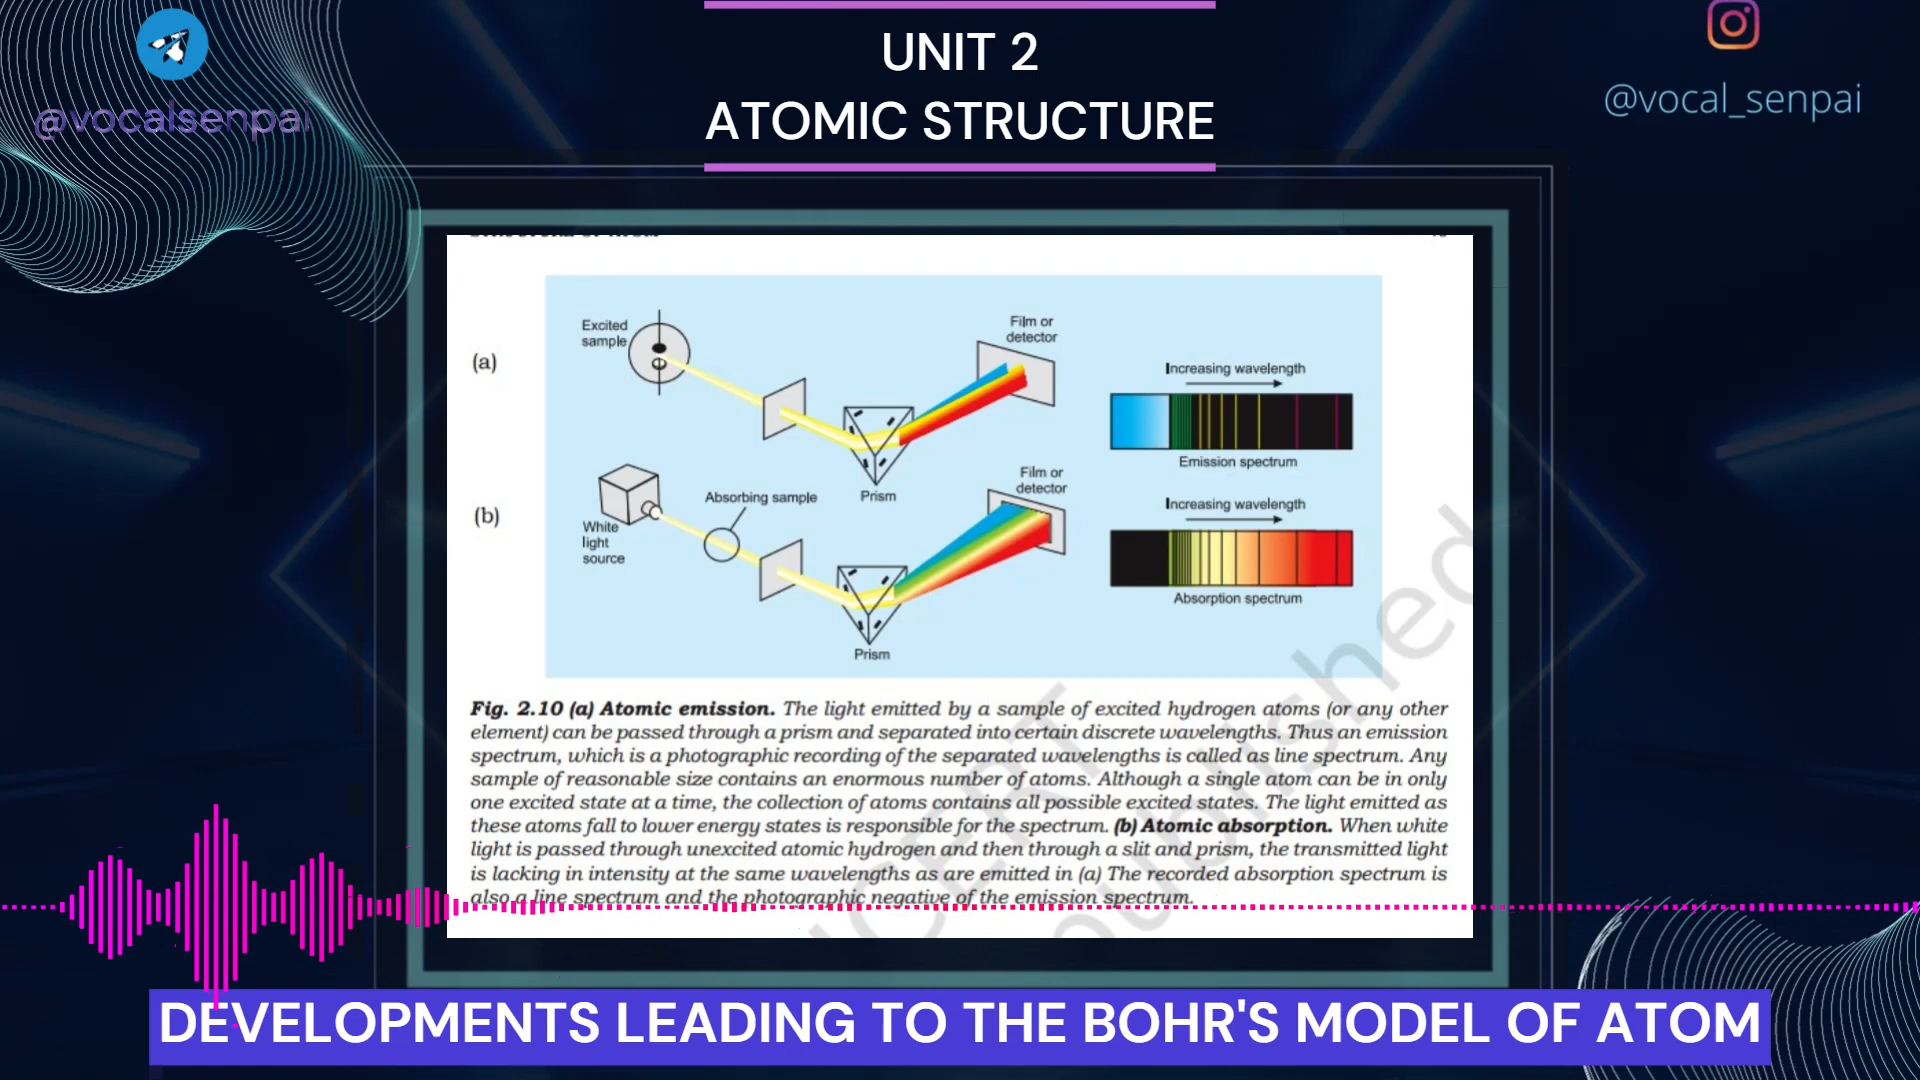 UNIT 2
ATOMIC STRUCTURE
@vocalsenpai
@vocal_senpai
(a)
Excited
sample
Film or
detector
Increasing wavelength
Emission spectrum
Prism
(b)
White
light
source
Absorbing sample
Film or
detector
Increasing wavelength
Absorption spectrum
Prism
Fig. 2.10 (a) Atomic emission. The light emitted by a sample of excited hydrogen atoms (or any other
element) can be passed through a prism and separated into certain discrete wavelengths. Thus an emission
spectrum, which is a photographic recording of the separated wavelengths is called as line spectrum. Any
sample of reasonable size contains an enormous number of atoms. Although a single atom can be in only
one excited state at a time, the collection of atoms contains all possible excited states. The light emitted as
these atoms fall to lower energy states is responsible for the spectrum. (b) Atomic absorption. When white
light is passed through unexcited atomic hydrogen and then through a slit and prism, the transmitted light
is lacking in intensity at the same wavelengths as are emitted in (a) The recorded absorption spectrum is
also a line spectrum and the photographic negative of the emission spectrum.
DEVELOPMENTS LEADING TO THE BOHR'S MODEL OF ATOM